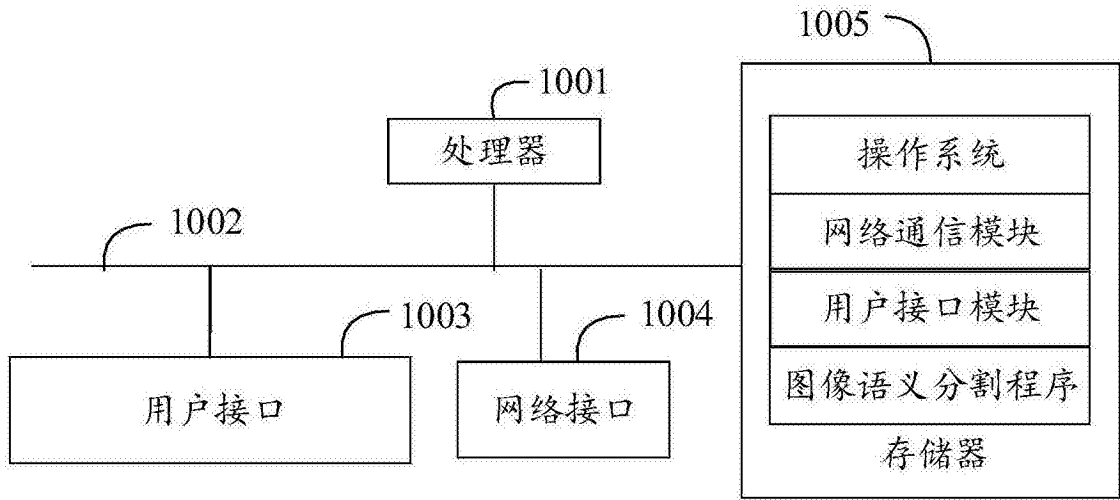 1005
1001
处理器
操作系统
网络通信模块
1002
用户接口模块
1003
1004
图像语义分割程序
用户接口
网络接口
存储器